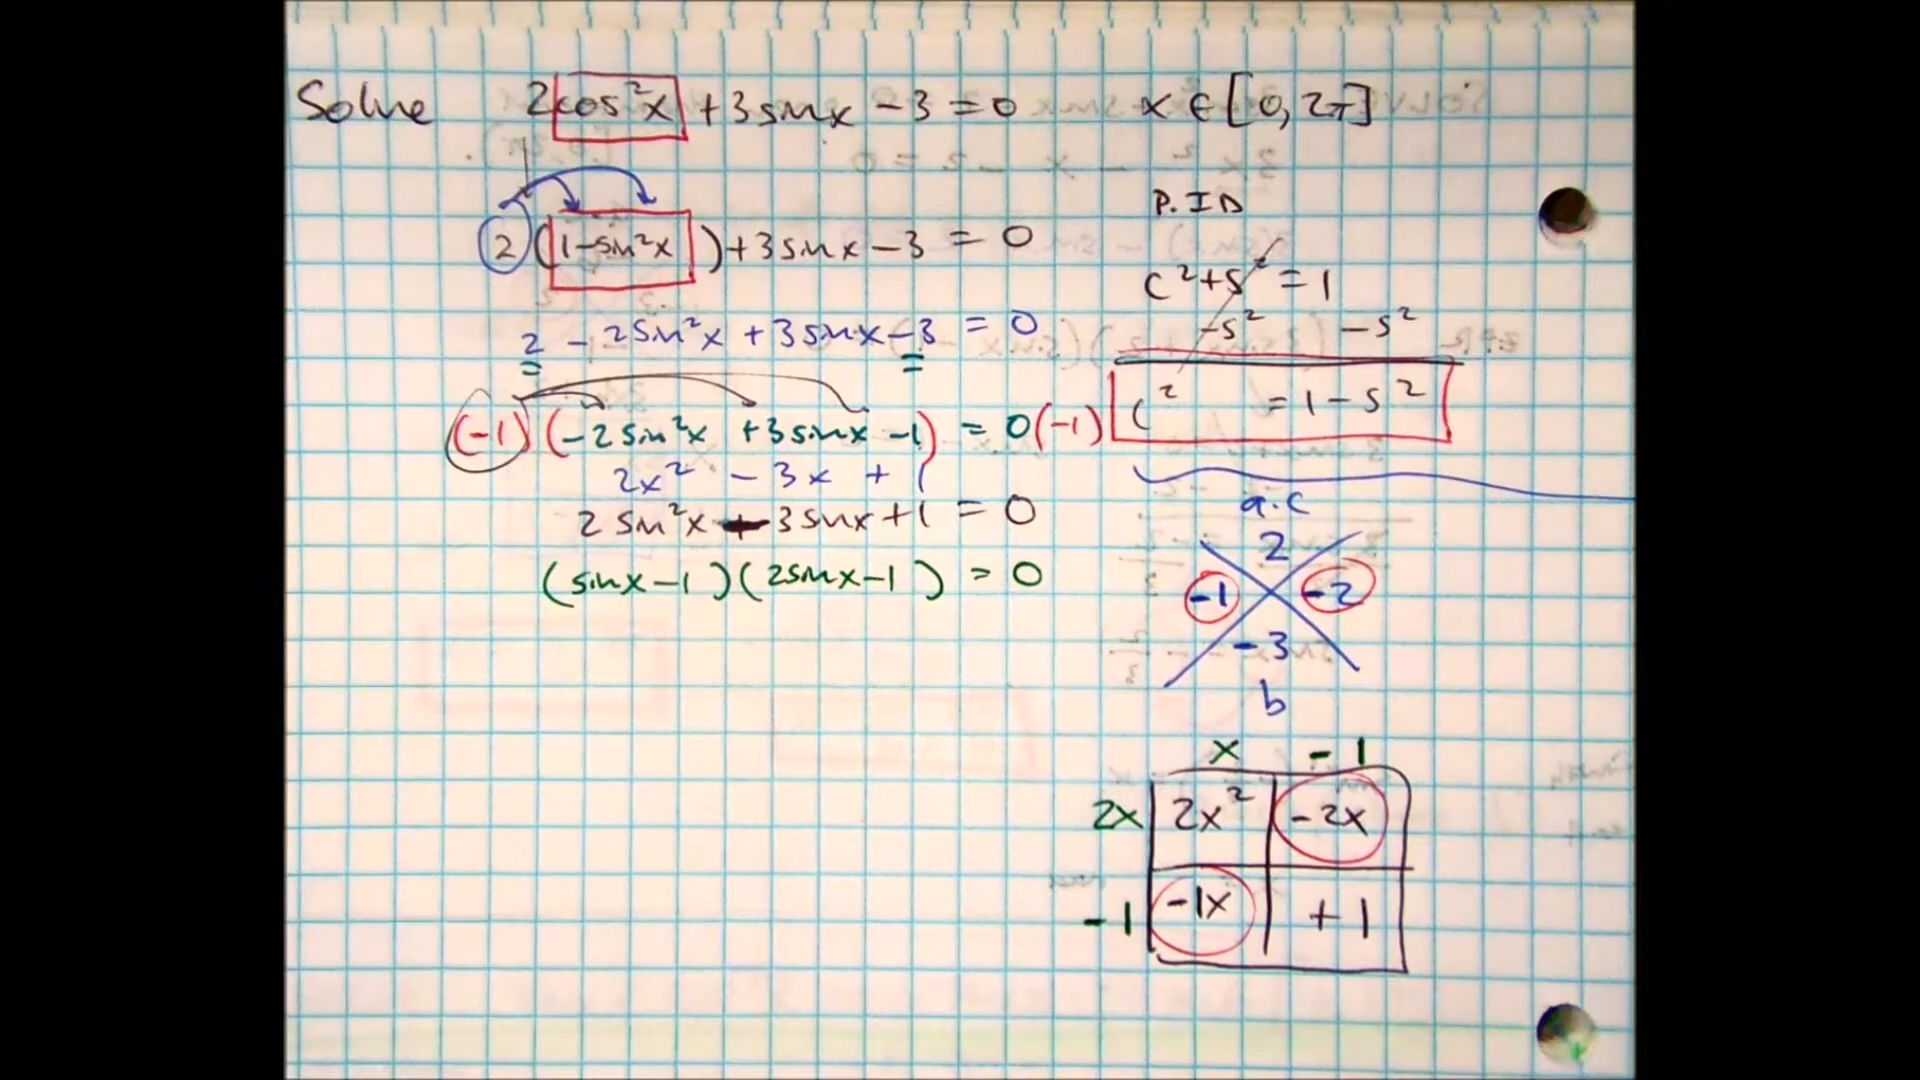 Solve 2cos²x + 3sinx - 3 = 0 x ∈ [0, 2π]
2 (1-sin²x) + 3sinx - 3 = 0
2 - 2sin²x + 3sinx - 3 = 0
(-1) (-2sin²x + 3sinx - 1) = 0 (-1)
2x² - 3x + 1
2sin²x - 3sinx + 1 = 0
(sinx - 1)(2sinx - 1) = 0
P. ID
c² + s² = 1
-s² -s²
c² = 1 - s²
a.c
2
-1 -2
-3
b
x -1
2x 2x² -2x
-1 -1x +1